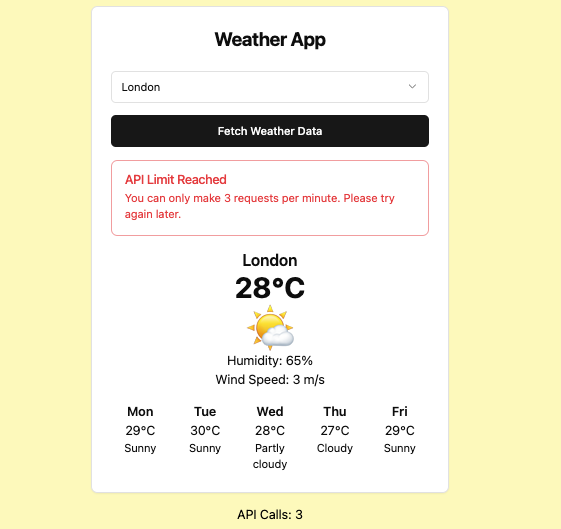 Weather App
London
Fetch Weather Data
API Limit Reached
You can only make 3 requests per minute. Please try
again later.
London
28°C
Humidity: 65%
Wind Speed: 3 m/s
Mon Tue Wed Thu Fri
29°C 30°C 28°C 27°C 29°C
Sunny Sunny Partly Cloudy Sunny
cloudy
API Calls: 3